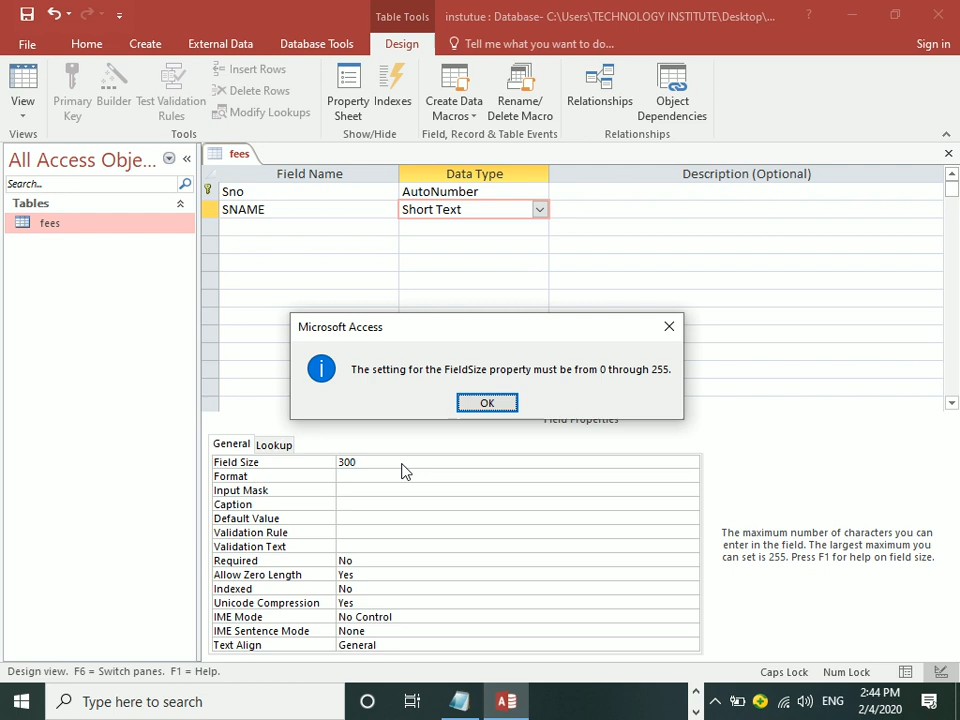 Table Tools
instutue : Database- C:\Users\TECHNOLOGY INSTITUTE\Desktop\...
File
Home
Create
External Data
Database Tools
Design
Tell me what you want to do...
Sign in
View
Primary Key
Builder
Test Validation Rules
Insert Rows
Delete Rows
Modify Lookups
Property Sheet
Indexes
Create Data Macros
Rename/ Delete Macro
Relationships
Object Dependencies
Views
Tools
Show/Hide
Field, Record & Table Events
Relationships
All Access Obje...
Search...
Tables
fees
fees
Field Name
Data Type
Description (Optional)
Sno
AutoNumber
SNAME
Short Text
Microsoft Access
The setting for the FieldSize property must be from 0 through 255.
OK
Field Properties
General
Lookup
Field Size 300
Format
Input Mask
Caption
Default Value
Validation Rule
Validation Text
Required No
Allow Zero Length Yes
Indexed No
Unicode Compression Yes
IME Mode No Control
IME Sentence Mode None
Text Align General
The maximum number of characters you can
enter in the field. The largest maximum you
can set is 255. Press F1 for help on field size.
Design view. F6 = Switch panes. F1 = Help.
Caps Lock
Num Lock
Type here to search
ENG
2:44 PM
2/4/2020